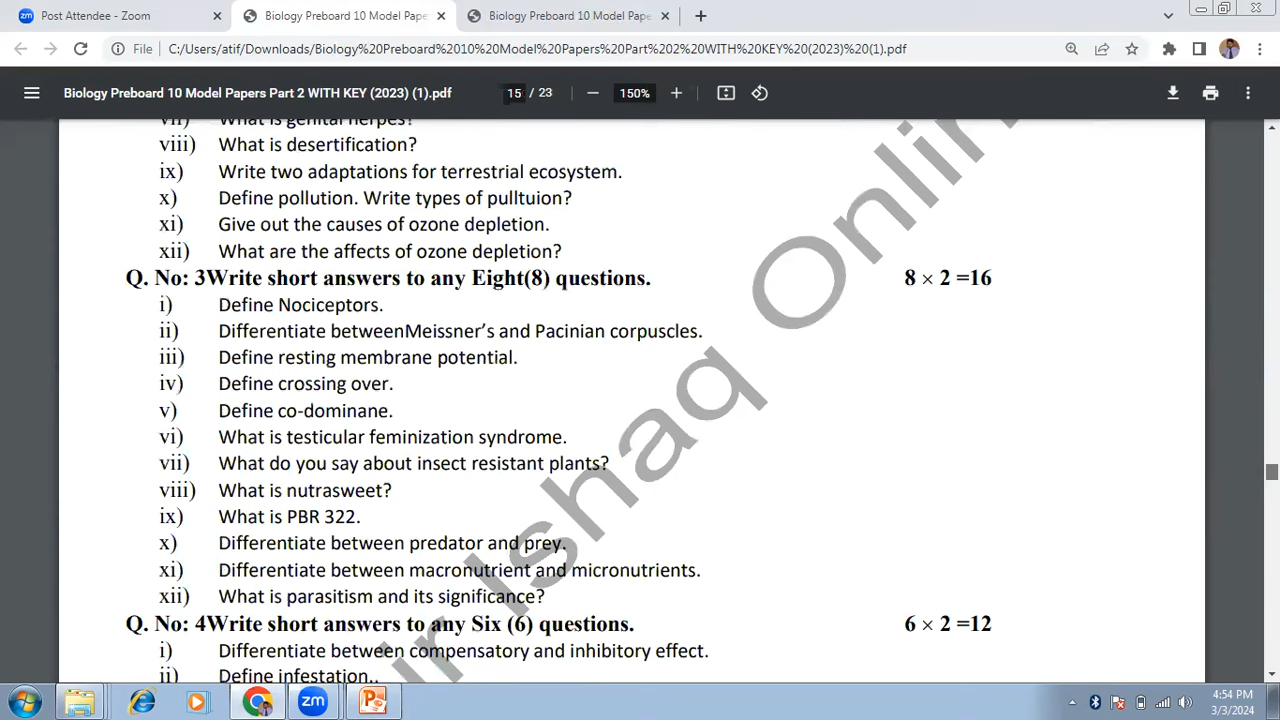 Post Attendee - Zoom
Biology Preboard 10 Model Pape
Biology Preboard 10 Model Pape
File
C:/Users/atif/Downloads/Biology%20Preboard%2010%20Model%20Papers%20Part%202%20WITH%20KEY%20(2023)%20(1).pdf
Biology Preboard 10 Model Papers Part 2 WITH KEY (2023) (1).pdf
15 / 23
150%
vii) What is genital herpes?
viii) What is desertification?
ix) Write two adaptations for terrestrial ecosystem.
x) Define pollution. Write types of pulltuion?
xi) Give out the causes of ozone depletion.
xii) What are the affects of ozone depletion?
Q. No: 3Write short answers to any Eight(8) questions. 8 × 2 =16
i) Define Nociceptors.
ii) Differentiate betweenMeissner's and Pacinian corpuscles.
iii) Define resting membrane potential.
iv) Define crossing over.
v) Define co-dominane.
vi) What is testicular feminization syndrome.
vii) What do you say about insect resistant plants?
viii) What is nutrasweet?
ix) What is PBR 322.
x) Differentiate between predator and prey.
xi) Differentiate between macronutrient and micronutrients.
xii) What is parasitism and its significance?
Q. No: 4Write short answers to any Six (6) questions. 6 × 2 =12
i) Differentiate between compensatory and inhibitory effect.
ii) Define infestation..
ir Ishaq Onlin
zm
4:54 PM
3/3/2024